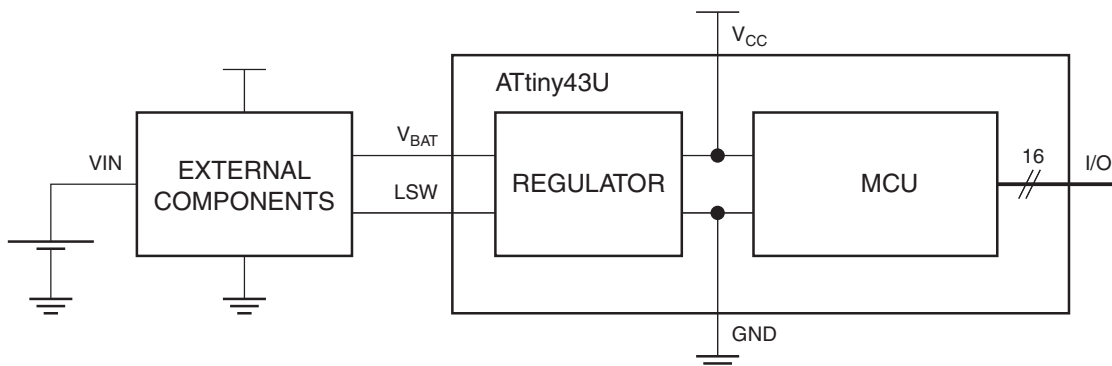 V_CC
ATtiny43U
VIN
EXTERNAL
COMPONENTS
V_BAT
LSW
REGULATOR
MCU
16
I/O
GND